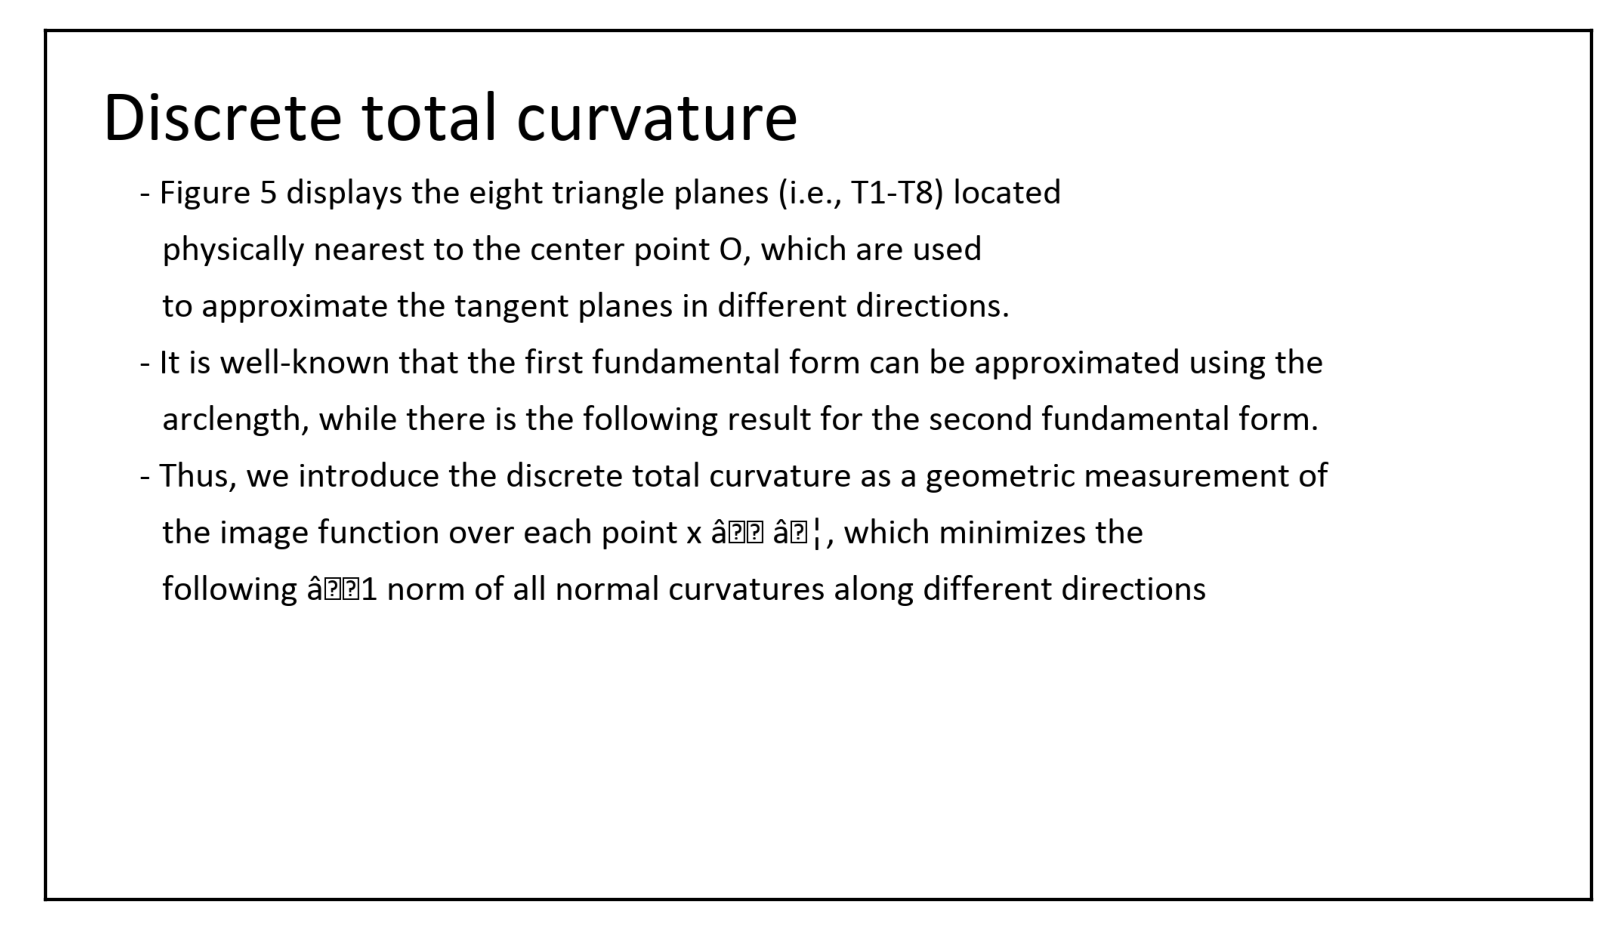 Discrete total curvature
- Figure 5 displays the eight triangle planes (i.e., T1-T8) located
physically nearest to the center point O, which are used
to approximate the tangent planes in different directions.
- It is well-known that the first fundamental form can be approximated using the
arclength, while there is the following result for the second fundamental form.
- Thus, we introduce the discrete total curvature as a geometric measurement of
the image function over each point x â�� â�¦, which minimizes the
following â��1 norm of all normal curvatures along different directions